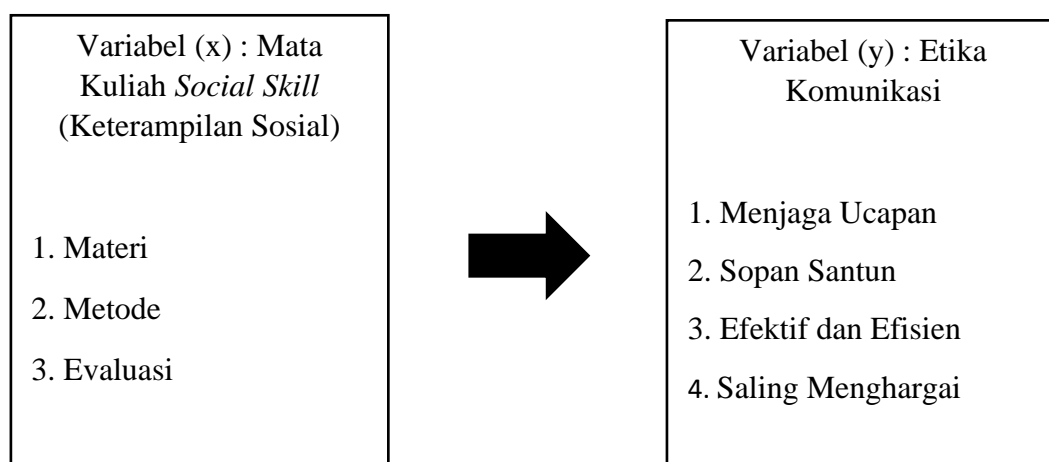 Variabel (x) : Mata
Kuliah Social Skill
(Keterampilan Sosial)
1. Materi
2. Metode
3. Evaluasi
Variabel (y) : Etika
Komunikasi
1. Menjaga Ucapan
2. Sopan Santun
3. Efektif dan Efisien
4. Saling Menghargai